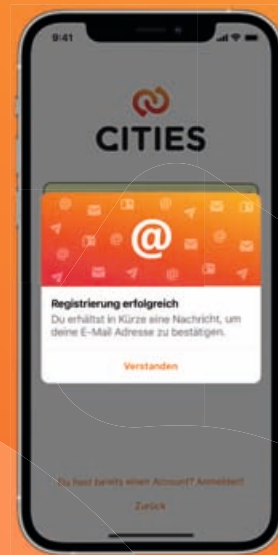 9:41
CITIES
@
Registrierung erfolgreich
Du erhältst in Kürze eine Nachricht, um
deine E-Mail Adresse zu bestätigen.
Verstanden
Du hast bereits einen Account? Anmelden!
Zurück